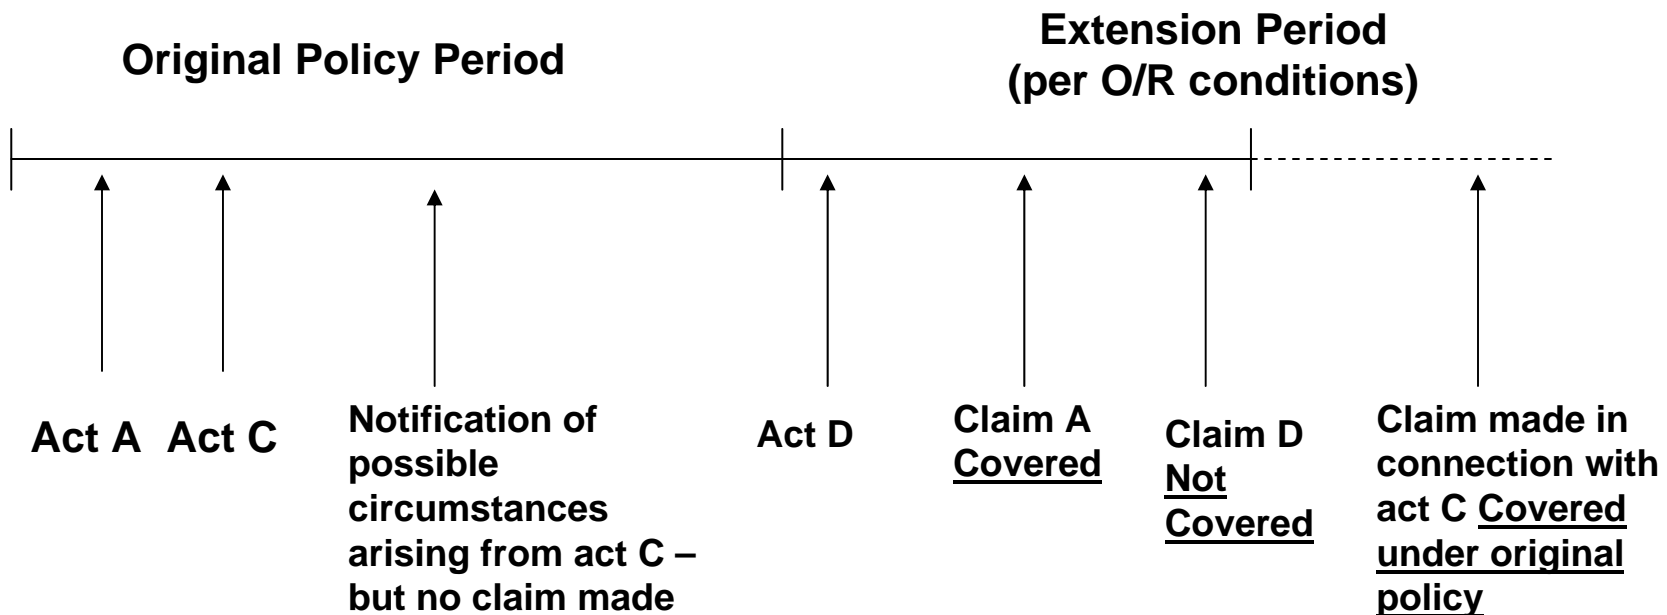 Original Policy Period
Extension Period
(per O/R conditions)
Act A
Act C
Notification of
possible
circumstances
arising from act C –
but no claim made
Act D
Claim A
Covered
Claim D
Not
Covered
Claim made in
connection with
act C Covered
under original
policy